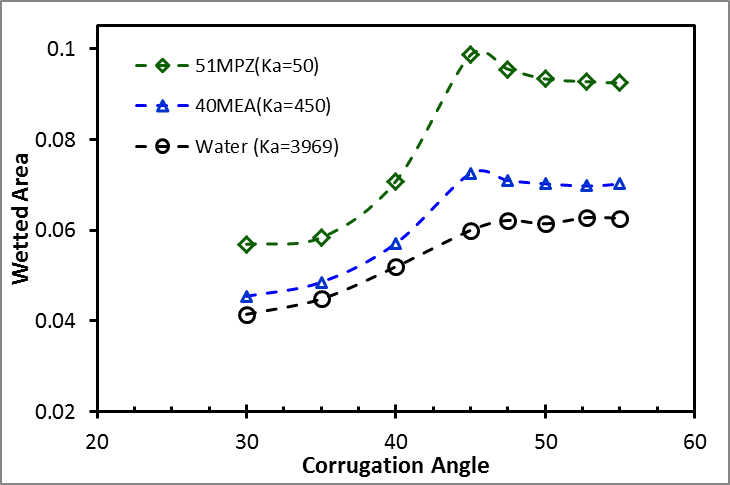 0.1
0.08
0.06
0.04
0.02
Wetted Area
51MPZ(Ka=50)
40MEA(Ka=450)
Water (Ka=3969)
20 30 40 50 60
Corrugation Angle